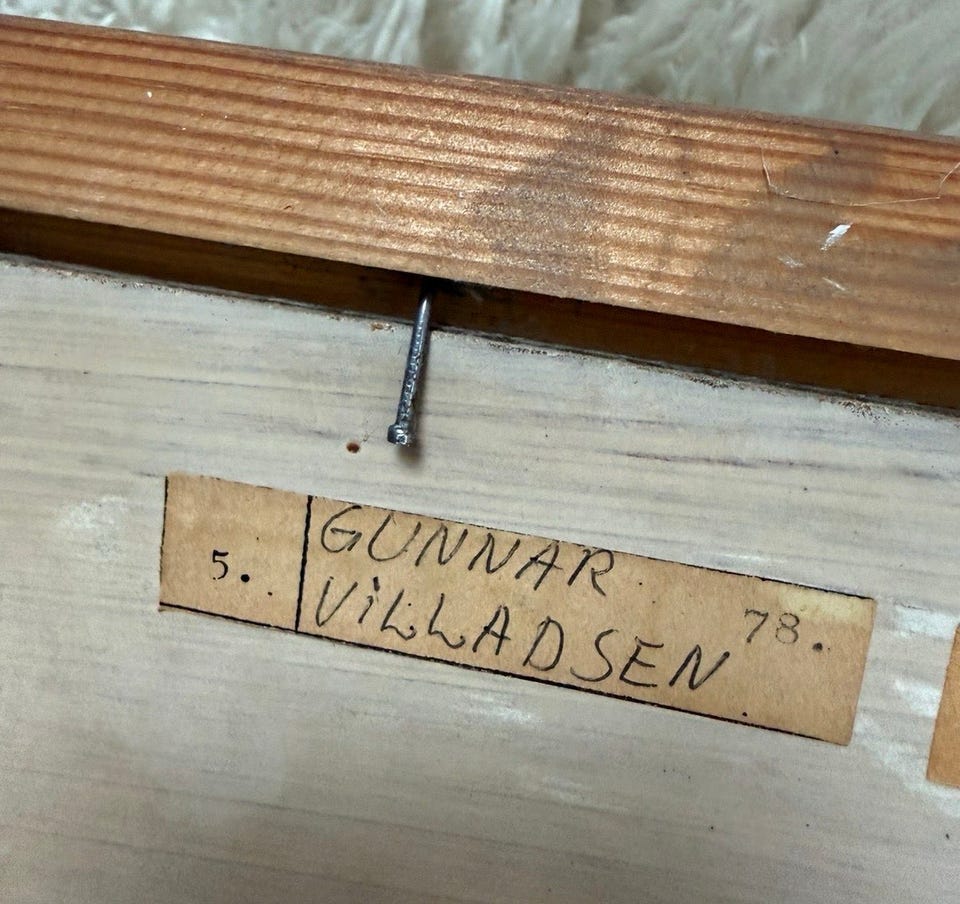 5.
GUNNAR
ViLLADSEN
78.